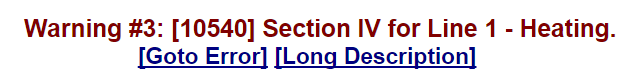 Warning #3: [10540] Section IV for Line 1 - Heating.
[Goto Error] [Long Description]